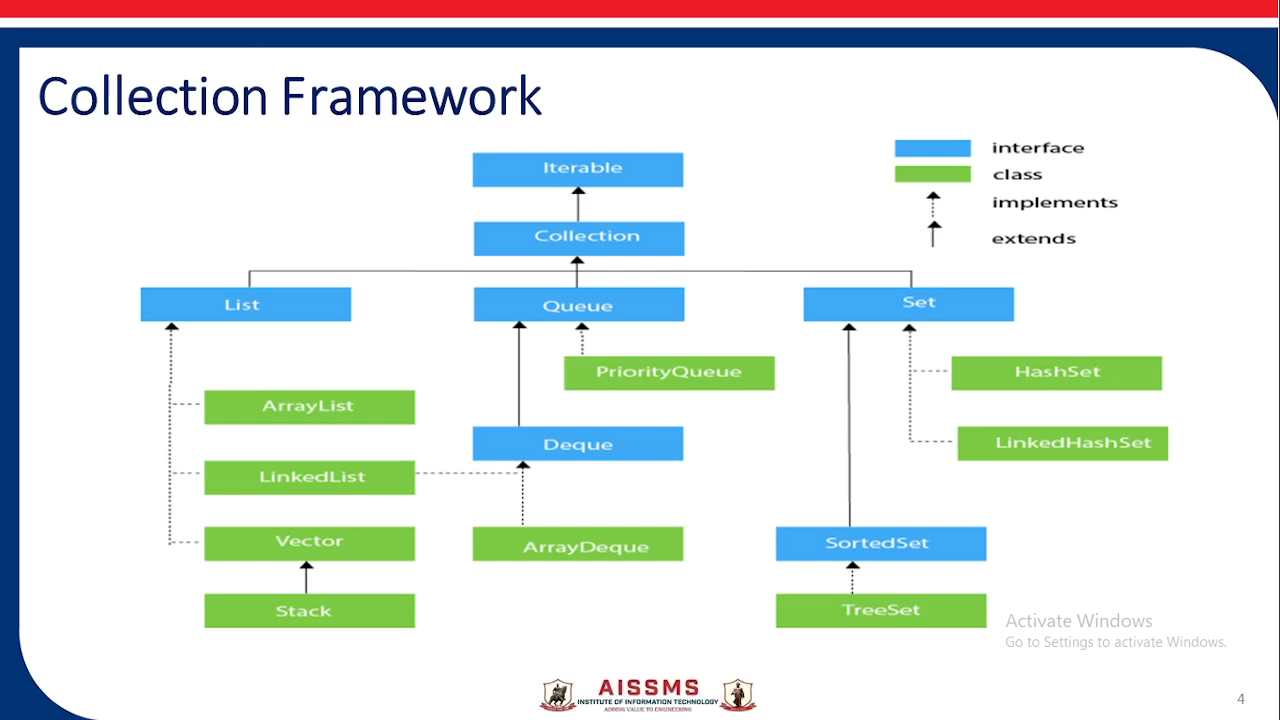 Collection Framework
interface
class
implements
extends
Iterable
Collection
List
Queue
Set
PriorityQueue
HashSet
ArrayList
Deque
LinkedHashSet
LinkedList
Vector
ArrayDeque
SortedSet
Stack
TreeSet
Activate Windows
Go to Settings to activate Windows.
AISSMS
INSTITUTE OF INFORMATION TECHNOLOGY
ADDING VALUE TO ENGINEERING
4